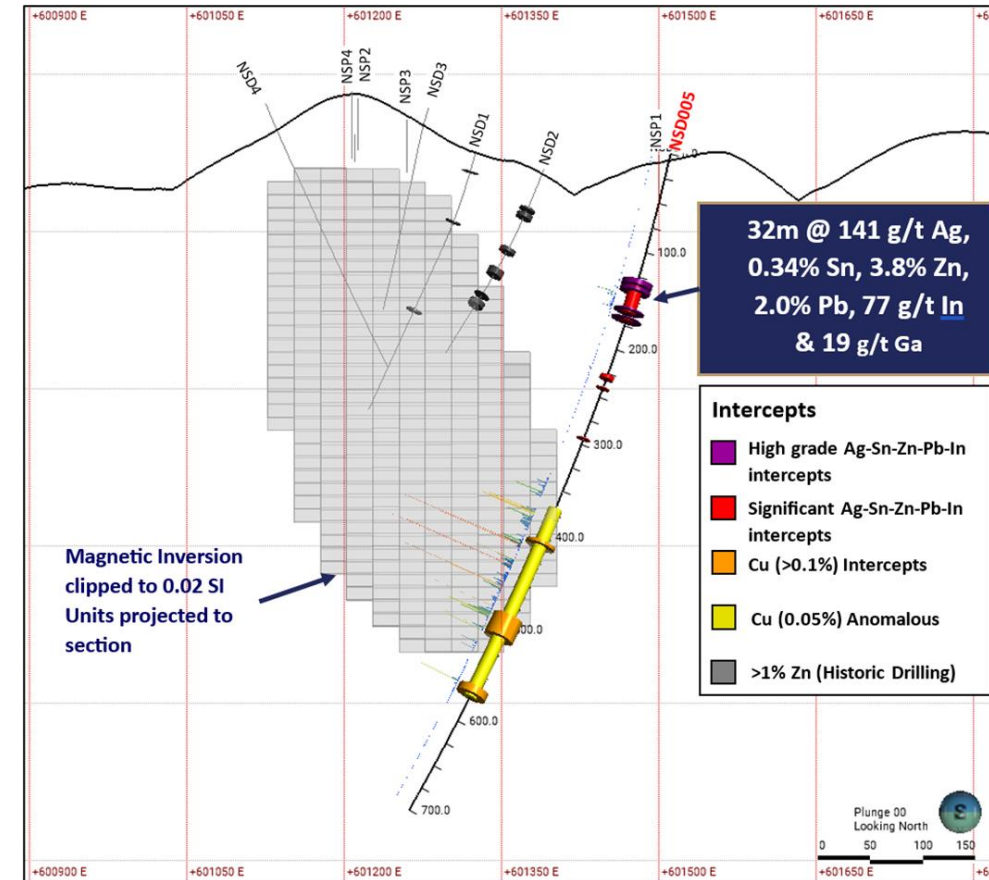 +600900 E
+601050 E
+601200 E
+601350 E
+601500 E
+601650 E
NSD4
NSP4
NSP2
NSP3
NSD3
NSD1
NSD2
NSP1
NSD005
100.0
200.0
300.0
400.0
600.0
700.0
32m @ 141 g/t Ag,
0.34% Sn, 3.8% Zn,
2.0% Pb, 77 g/t In
& 19 g/t Ga
Intercepts
High grade Ag-Sn-Zn-Pb-In
intercepts
Significant Ag-Sn-Zn-Pb-In
intercepts
Cu (>0.1%) Intercepts
Cu (0.05%) Anomalous
>1% Zn (Historic Drilling)
Magnetic Inversion
clipped to 0.02 SI
Units projected to
section
Plunge 00
Looking North
S
0 50 100 150
+600900 E
+601050 E
+601200 E
+601350 E
+601500 E
+601650 E